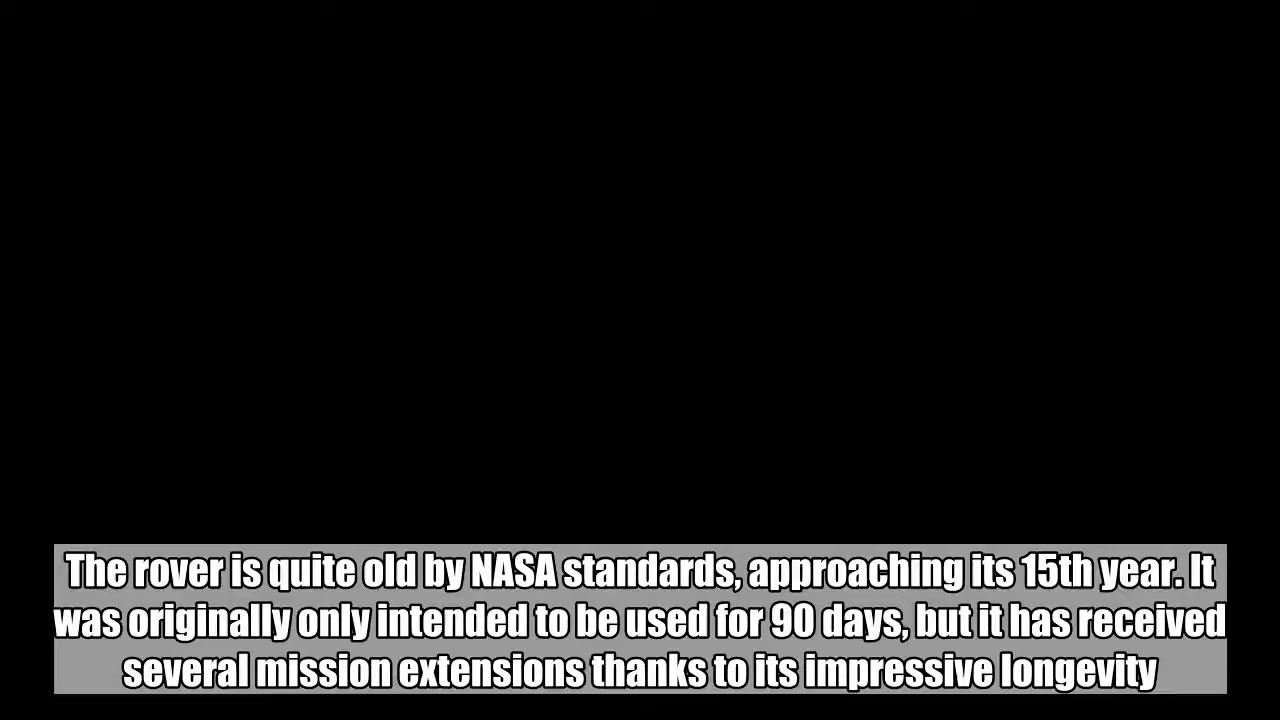 The rover is quite old by NASA standards, approaching its 15th year. It
was originally only intended to be used for 90 days, but it has received
several mission extensions thanks to its impressive longevity